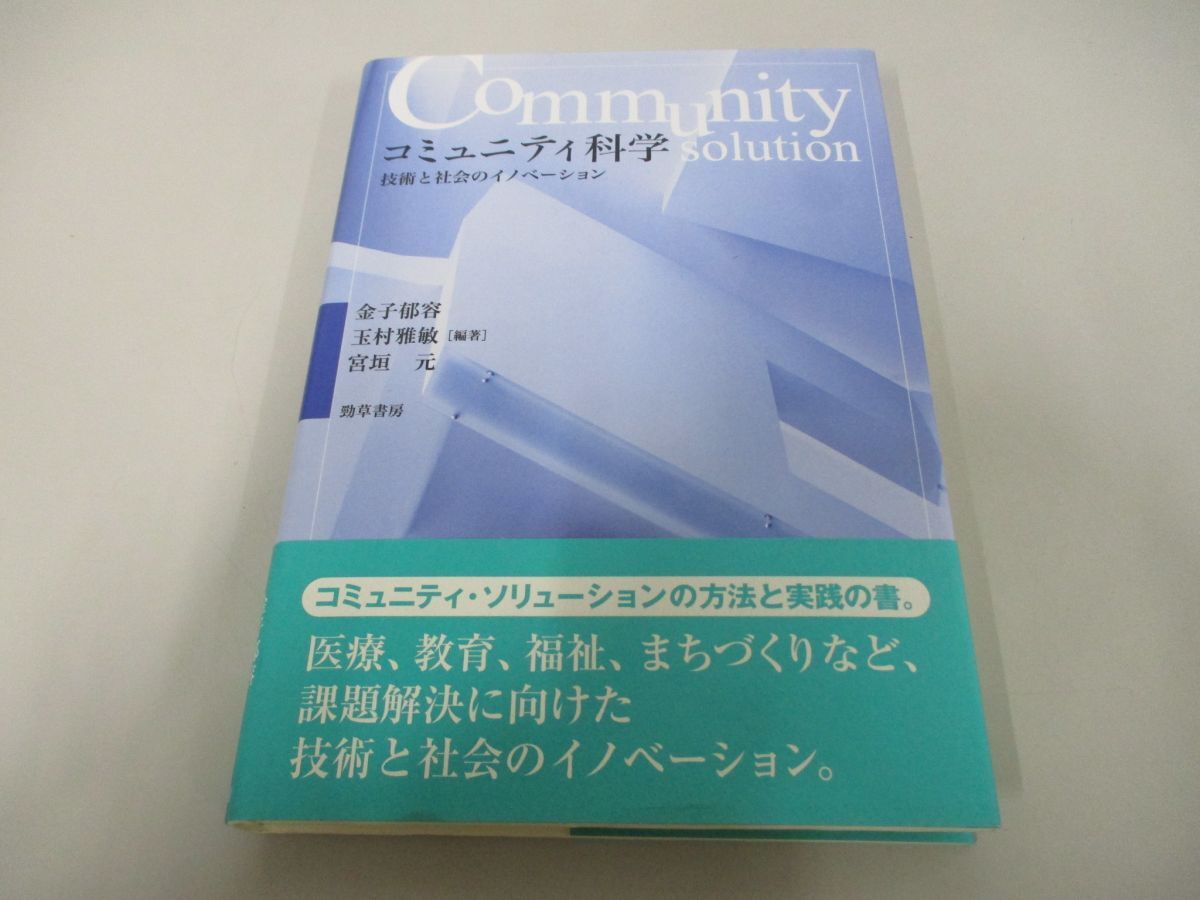 Community
コミュニティ科学 solution
技術と社会のイノベーション
金子郁容
玉村雅敏 [編著]
宮垣 元
勁草書房
コミュニティ・ソリューションの方法と実践の書。
医療、教育、福祉、まちづくりなど、
課題解決に向けた
技術と社会のイノベーション。